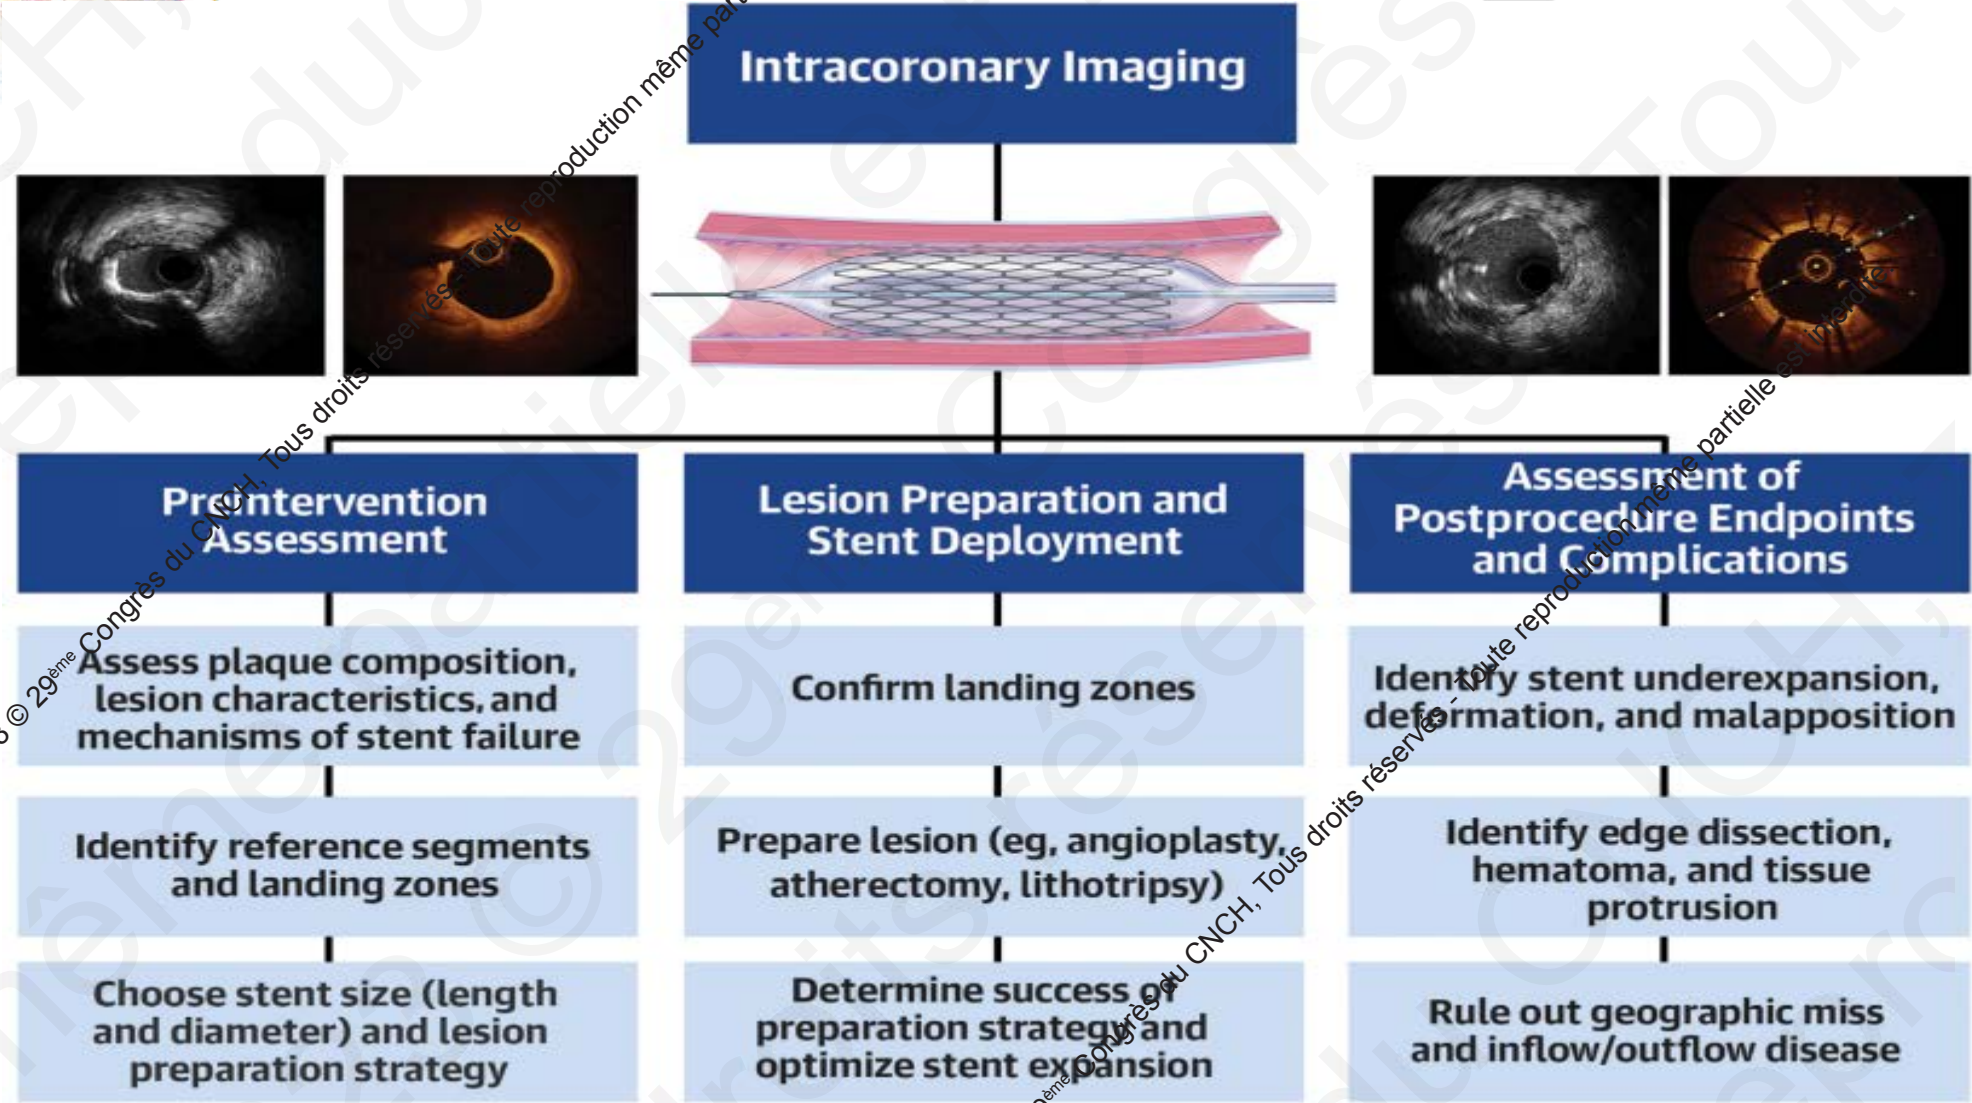 Intracoronary Imaging
Preintervention
Assessment
Assess plaque composition,
lesion characteristics, and
mechanisms of stent failure
Identify reference segments
and landing zones
Choose stent size (length
and diameter) and lesion
preparation strategy
Lesion Preparation and
Stent Deployment
Confirm landing zones
Prepare lesion (eg, angioplasty,
atherectomy, lithotripsy)
Determine success of
preparation strategy and
optimize stent expansion
Assessment of
Postprocedure Endpoints
and Complications
Identify stent underexpansion,
deformation, and malapposition
Identify edge dissection,
hematoma, and tissue
protrusion
Rule out geographic miss
and inflow/outflow disease
© 29ème Congrès du CNCH, Tous droits réservés - Toute reproduction même
Congrès du CNCH, Tous droits réservés - Toute reproduction même partielle est interdite.